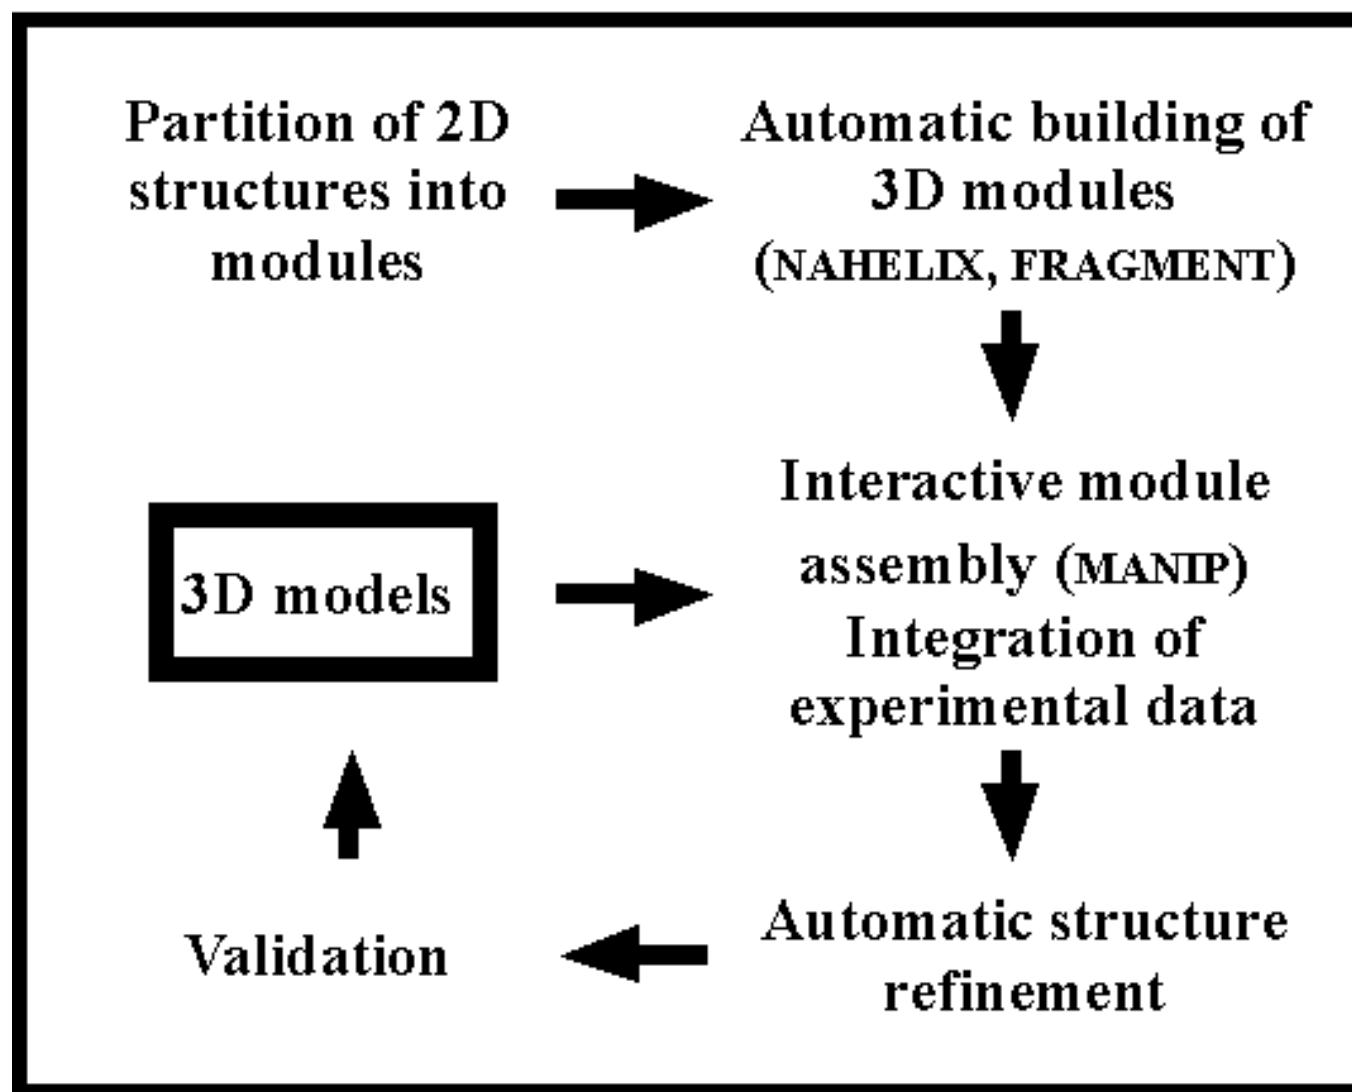 Partition of 2D
structures into
modules
Automatic building of
3D modules
(NAHELIX, FRAGMENT)
Interactive module
assembly (MANIP)
Integration of
experimental data
3D models
Automatic structure
refinement
Validation